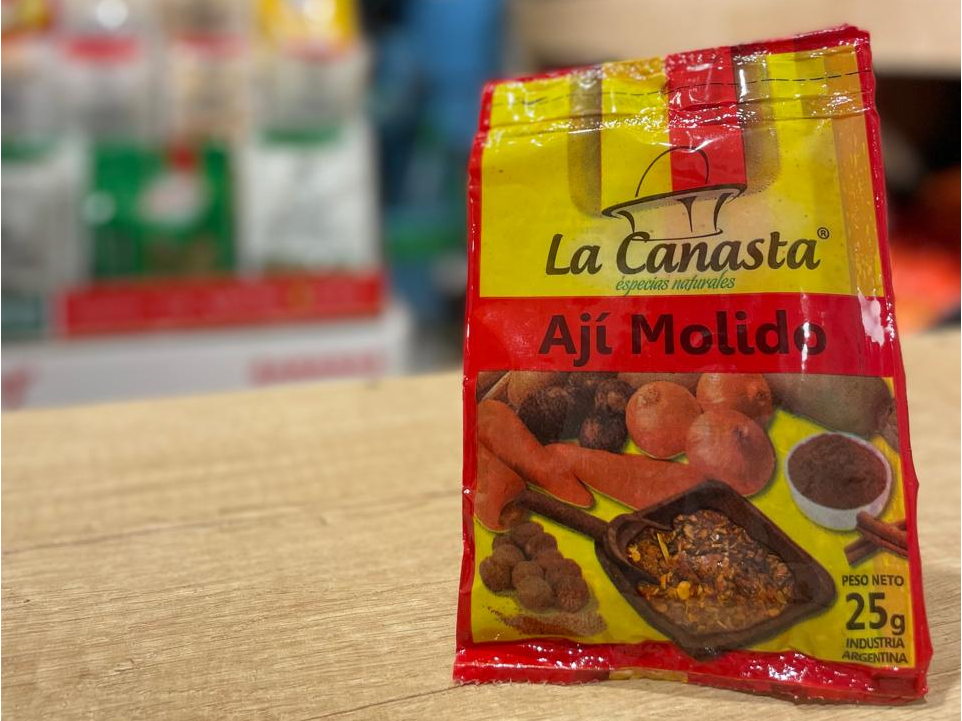 La Canasta®
especias naturales
Ají Molido
PESO NETO
25g
INDUSTRIA
ARGENTINA